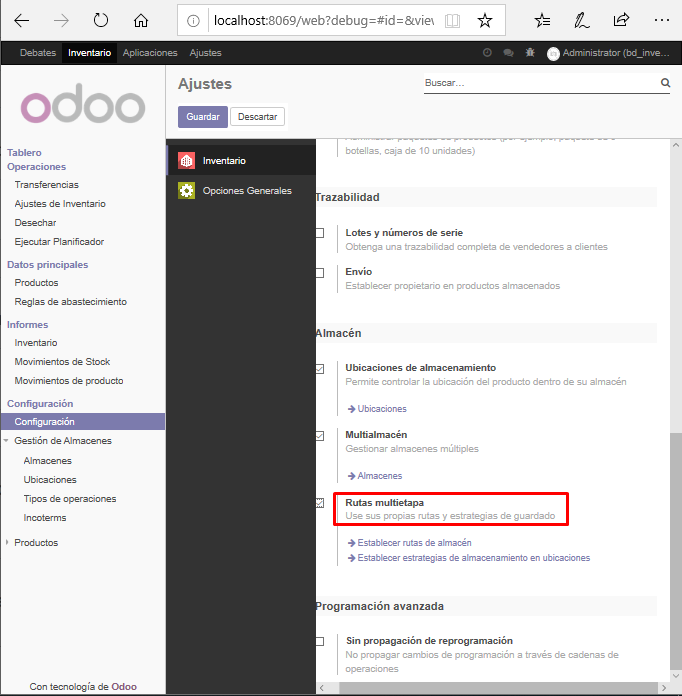 localhost:8069/web?debug=#id=&view
Debates Inventario Aplicaciones Ajustes Administrator (bd_inve...
odoo
Ajustes
Buscar...
Guardar Descartar
Tablero
Operaciones
Transferencias
Ajustes de Inventario
Desechar
Ejecutar Planificador
Datos principales
Productos
Reglas de abastecimiento
Informes
Inventario
Movimientos de Stock
Movimientos de producto
Configuración
Configuración
Gestión de Almacenes
Almacenes
Ubicaciones
Tipos de operaciones
Incoterms
Productos
Con tecnología de Odoo
Inventario
Opciones Generales
botellas, caja de 10 unidades)
Trazabilidad
Lotes y números de serie
Obtenga una trazabilidad completa de vendedores a clientes
Envío
Establecer propietario en productos almacenados
Almacén
Ubicaciones de almacenamiento
Permite controlar la ubicación del producto dentro de su almacén
Ubicaciones
Multialmacén
Gestionar almacenes múltiples
Almacenes
Rutas multietapa
Use sus propias rutas y estrategias de guardado
Establecer rutas de almacén
Establecer estrategias de almacenamiento en ubicaciones
Programación avanzada
Sin propagación de reprogramación
No propagar cambios de programación a través de cadenas de
operaciones